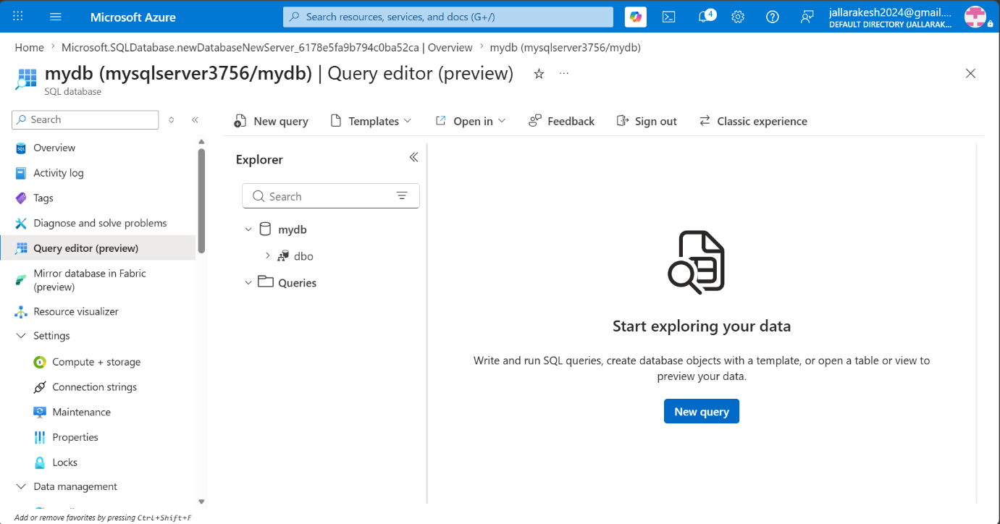 Microsoft Azure
Search resources, services, and docs (G+/)
4
jallarakesh2024@gmail....
DEFAULT DIRECTORY (JALLARAK...
Home > Microsoft.SQLDatabase.newDatabaseNewServer_6178e5fa9b794c0ba52ca | Overview > mydb (mysqlserver3756/mydb)
mydb (mysqlserver3756/mydb) | Query editor (preview)
SQL database
Search
New query
Templates
Open in
Feedback
Sign out
Classic experience
Overview
Activity log
Tags
Diagnose and solve problems
Query editor (preview)
Mirror database in Fabric
(preview)
Resource visualizer
Settings
Compute + storage
Connection strings
Maintenance
Properties
Locks
Data management
Add or remove favorites by pressing Ctrl+Shift+F
Explorer
Search
mydb
dbo
Queries
Start exploring your data
Write and run SQL queries, create database objects with a template, or open a table or view to
preview your data.
New query